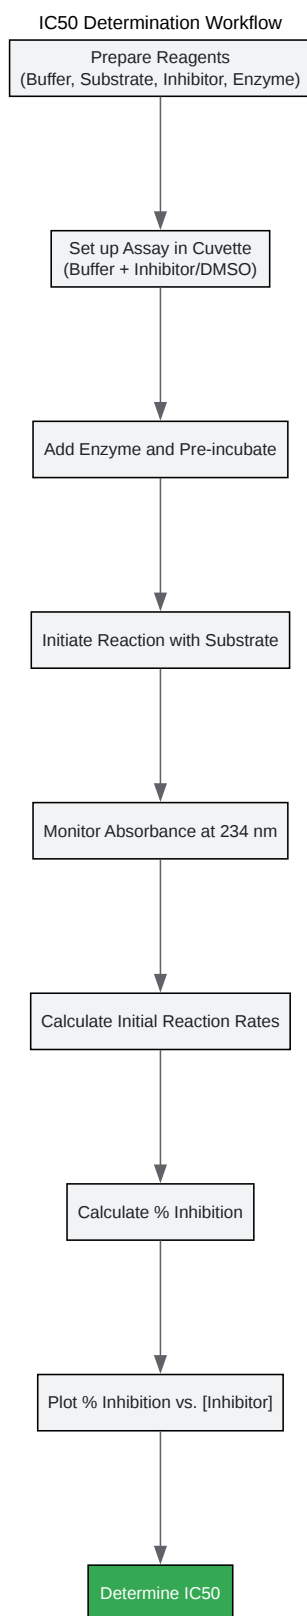 IC50 Determination Workflow
Prepare Reagents
(Buffer, Substrate, Inhibitor, Enzyme)
Set up Assay in Cuvette
(Buffer + Inhibitor/DMSO)
Add Enzyme and Pre-incubate
Initiate Reaction with Substrate
Monitor Absorbance at 234 nm
Calculate Initial Reaction Rates
Calculate % Inhibition
Plot % Inhibition vs. [Inhibitor]
Determine IC50